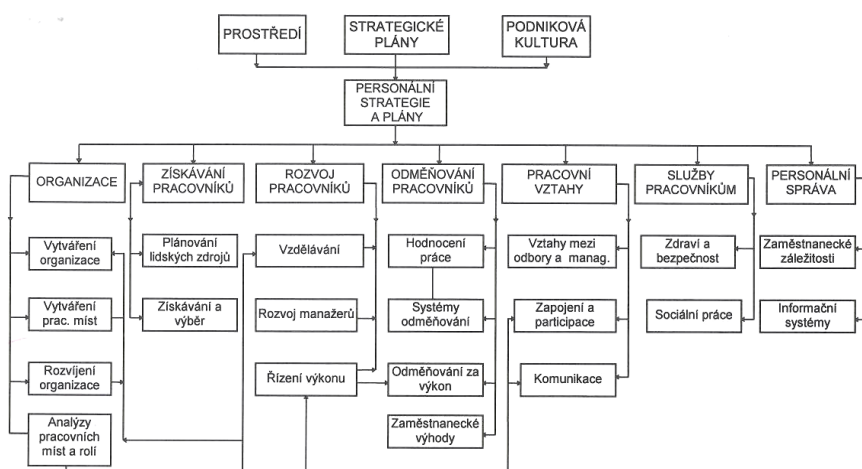 PROSTŘEDÍ
STRATEGICKÉ
PLÁNY
PODNIKOVÁ
KULTURA
PERSONÁLNÍ
STRATEGIE
A PLÁNY
ORGANIZACE
ZÍSKÁVÁNÍ
PRACOVNÍKŮ
ROZVOJ
PRACOVNÍKŮ
ODMĚŇOVÁNÍ
PRACOVNÍKŮ
PRACOVNÍ
VZTAHY
SLUŽBY
PRACOVNÍKŮM
PERSONÁLNÍ
SPRÁVA
Vytváření
organizace
Plánování
lidských zdrojů
Vzdělávání
Hodnocení
práce
Vztahy mezi
odbory a manag.
Zdraví a
bezpečnost
Zaměstnanecké
záležitosti
Vytváření
prac. míst
Získávání a
výběr
Rozvoj manažerů
Systémy
odměňování
Zapojení a
participace
Sociální práce
Informační
systémy
Rozvíjení
organizace
Řízení výkonu
Odměňování za
výkon
Komunikace
Analýzy
pracovních
míst a rolí
Zaměstnanecké
výhody